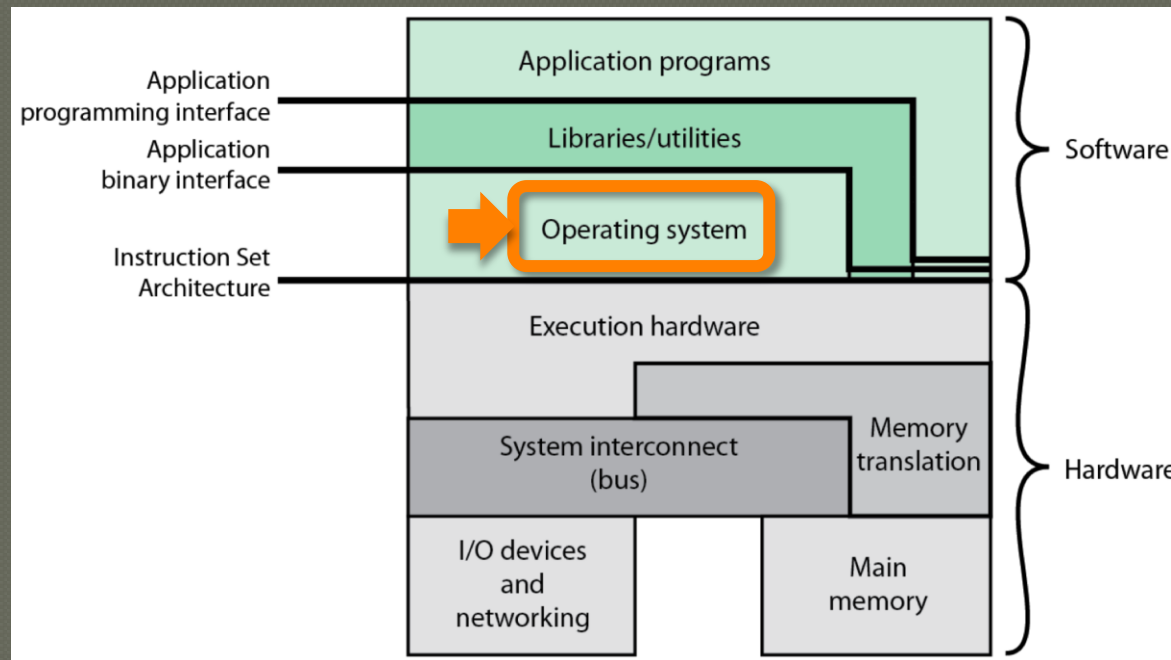 Application programs
Application
programming interface
Libraries/utilities
Application
binary interface
Software
Operating system
Instruction Set
Architecture
Execution hardware
Memory
translation
System interconnect
(bus)
Hardware
I/O devices
and
networking
Main
memory